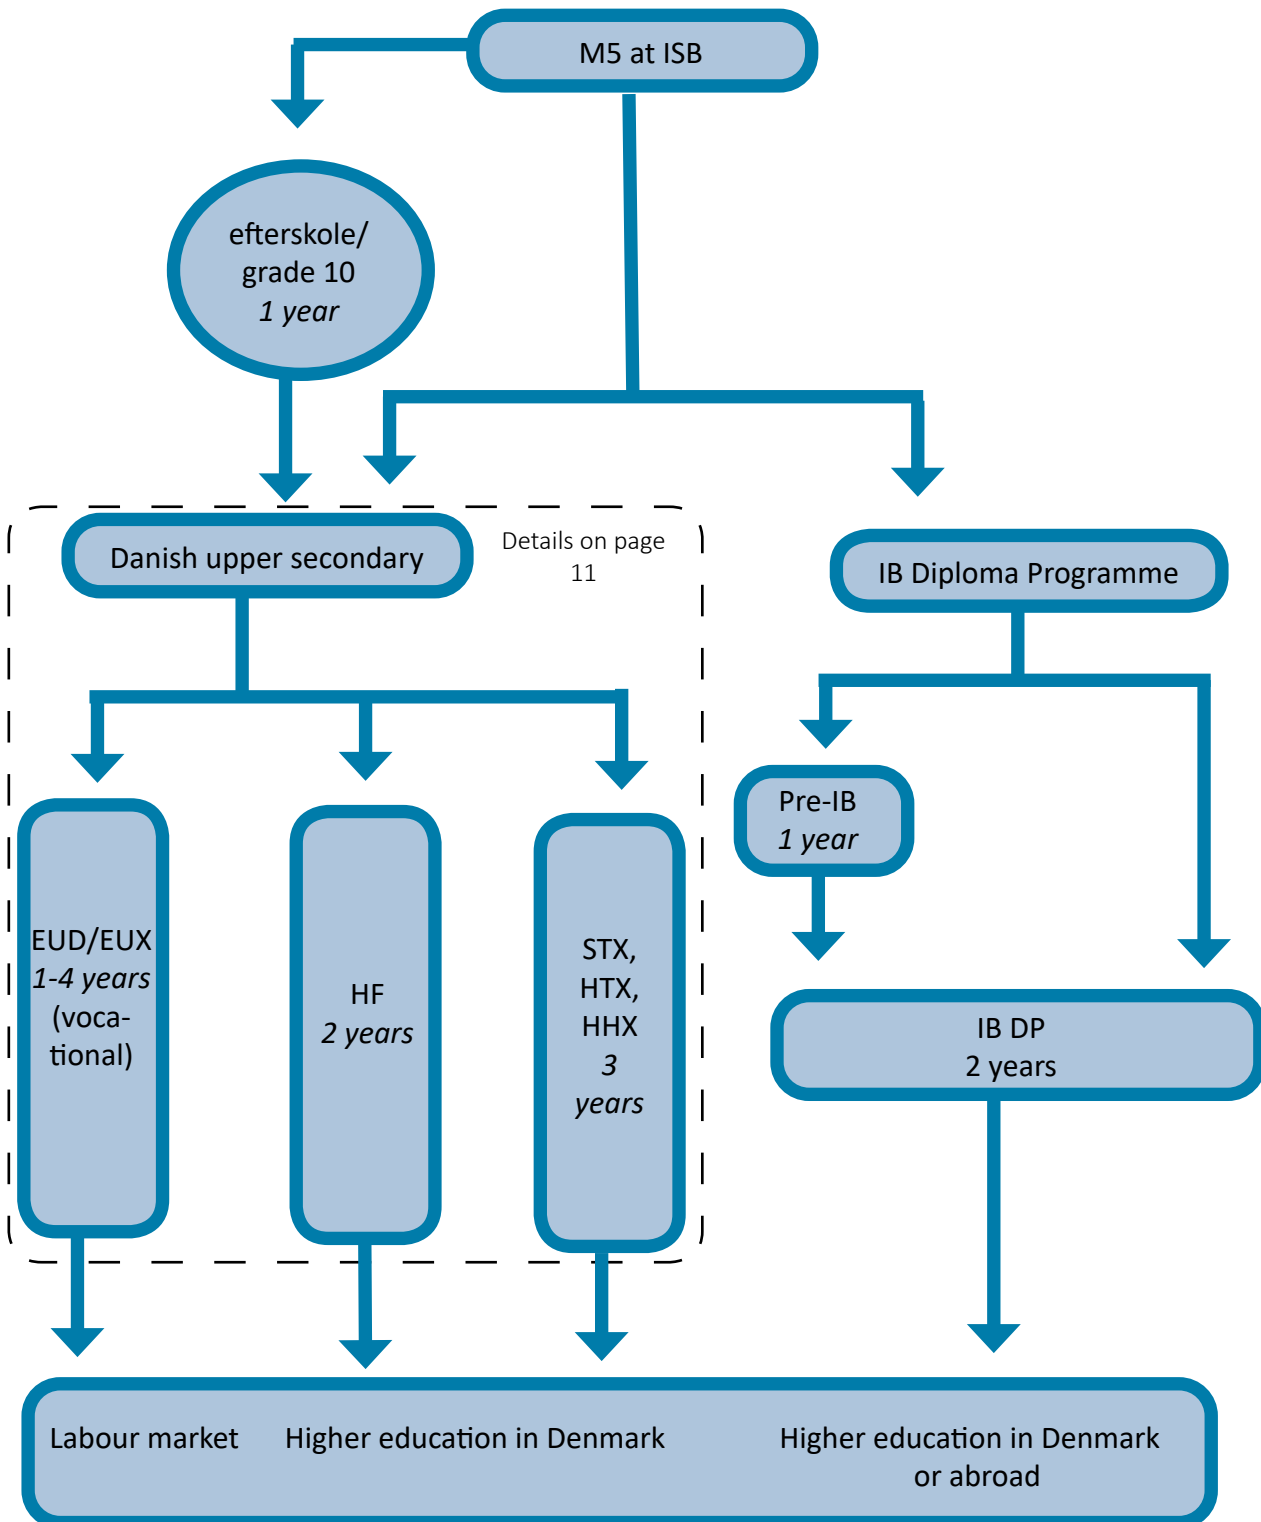 M5 at ISB
efterskole/
grade 10
1 year
Danish upper secondary
Details on page
11
IB Diploma Programme
Pre-IB
1 year
EUD/EUX
1-4 years
(voca-
tional)
HF
2 years
STX,
HTX,
HHX
3
years
IB DP
2 years
Labour market
Higher education in Denmark
Higher education in Denmark
or abroad